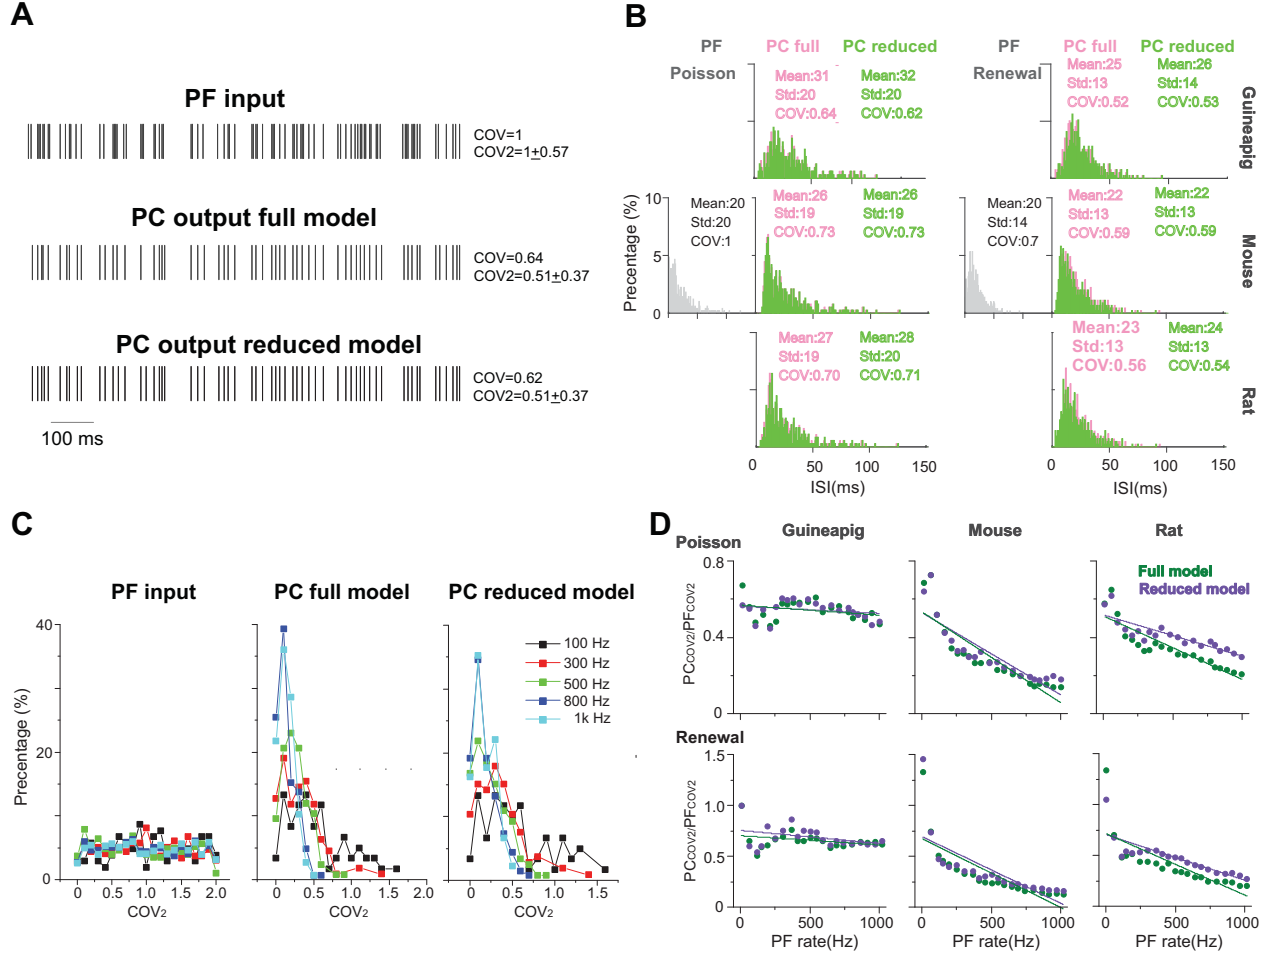 A
PF input
COV=1
COV2=1±0.57
PC output full model
COV=0.64
COV2=0.51±0.37
PC output reduced model
COV=0.62
COV2=0.51±0.37
100 ms
B
PF Poisson
PC full
PC reduced
PF Renewal
PC full
PC reduced
Mean:31
Std:20
COV:0.64
Mean:32
Std:20
COV:0.62
Mean:25
Std:13
COV:0.52
Mean:26
Std:14
COV:0.53
Guineapig
Precentage (%)
10
5
0
Mean:20
Std:20
COV:1
Mean:26
Std:19
COV:0.73
Mean:26
Std:19
COV:0.73
Mean:20
Std:14
COV:0.7
Mean:22
Std:13
COV:0.59
Mean:22
Std:13
COV:0.59
Mouse
Mean:27
Std:19
COV:0.70
Mean:28
Std:20
COV:0.71
Mean:23
Std:13
COV:0.56
Mean:24
Std:13
COV:0.54
Rat
0 50 100 150
ISI(ms)
0 50 100 150
ISI(ms)
C
PF input
PC full model
PC reduced model
Precentage (%)
40
20
0
100 Hz
300 Hz
500 Hz
800 Hz
1k Hz
0 0.5 1.0 1.5 2.0
COV2
0 0.5 1.0 1.5 2.0
COV2
0 0.5 1.0 1.5
COV2
D
Guineapig
Mouse
Rat
Poisson
PCCOV2/PFCOV2
0.8
0.4
0
Full model
Reduced model
Renewal
PCCOV2/PFCOV2
1.5
1.0
0.5
0
0 500 1000
PF rate(Hz)
0 500 1000
PF rate(Hz)
0 500 1000
PF rate(Hz)